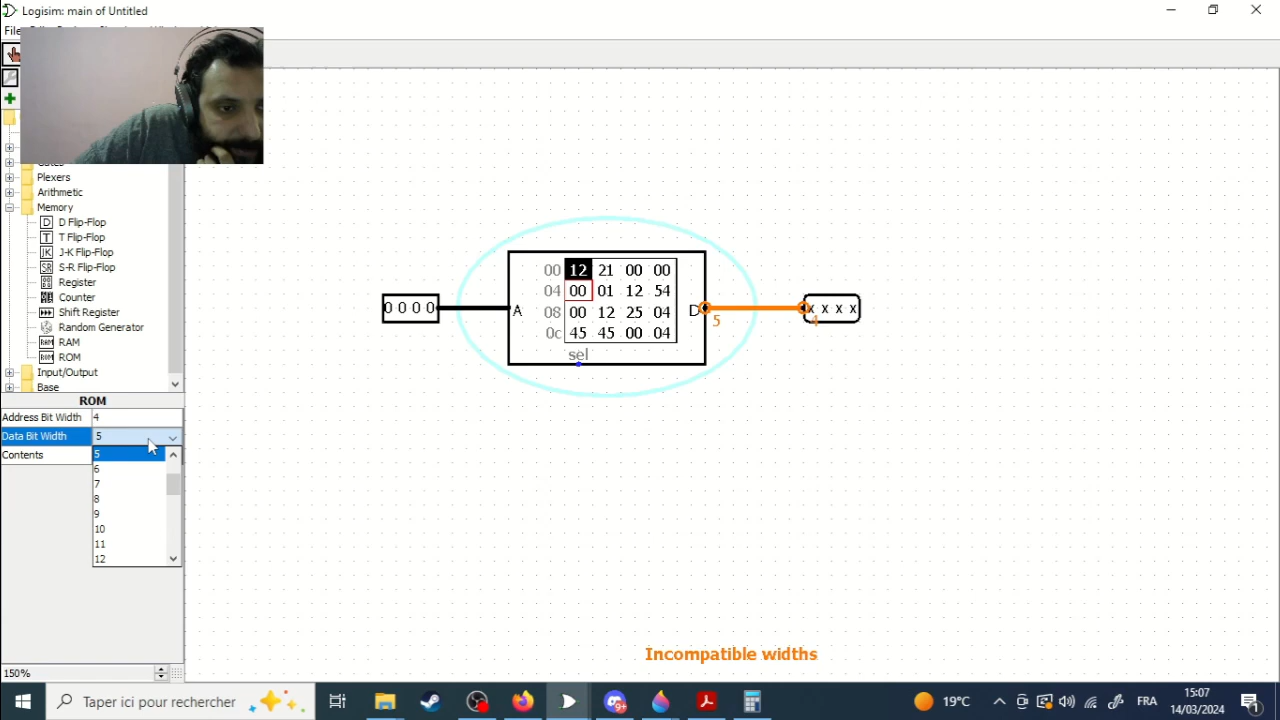 Logisim: main of Untitled
File
Plexers
Arithmetic
Memory
D Flip-Flop
T Flip-Flop
J-K Flip-Flop
S-R Flip-Flop
Register
Counter
Shift Register
Random Generator
RAM
ROM
Input/Output
Base
ROM
Address Bit Width 4
Data Bit Width 5
Contents
5
6
7
8
9
10
11
12
150%
0 0 0 0
A
00 12 21 00 00
04 00 01 12 54
08 00 12 25 04
0c 45 45 00 04
sel
D
5
x x x x
4
Incompatible widths
Taper ici pour rechercher
9+
19°C
FRA
15:07
14/03/2024
1